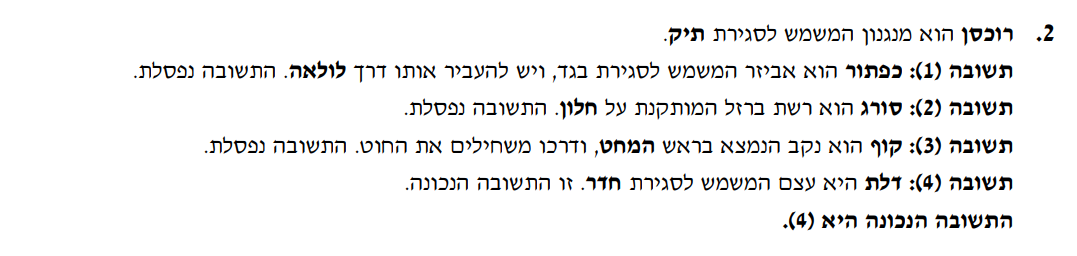 2. רוכסן הוא מנגנון המשמש לסגירת תיק.
תשובה (1): כפתור הוא אביזר המשמש לסגירת בגד, ויש להעביר אותו דרך לולאה. התשובה נפסלת.
תשובה (2): סורג הוא רשת ברזל המותקנת על חלון. התשובה נפסלת.
תשובה (3): קוף הוא נקב הנמצא בראש המחט, ודרכו משחילים את החוט. התשובה נפסלת.
תשובה (4): דלת היא עצם המשמש לסגירת חדר. זו התשובה הנכונה.
התשובה הנכונה היא (4).